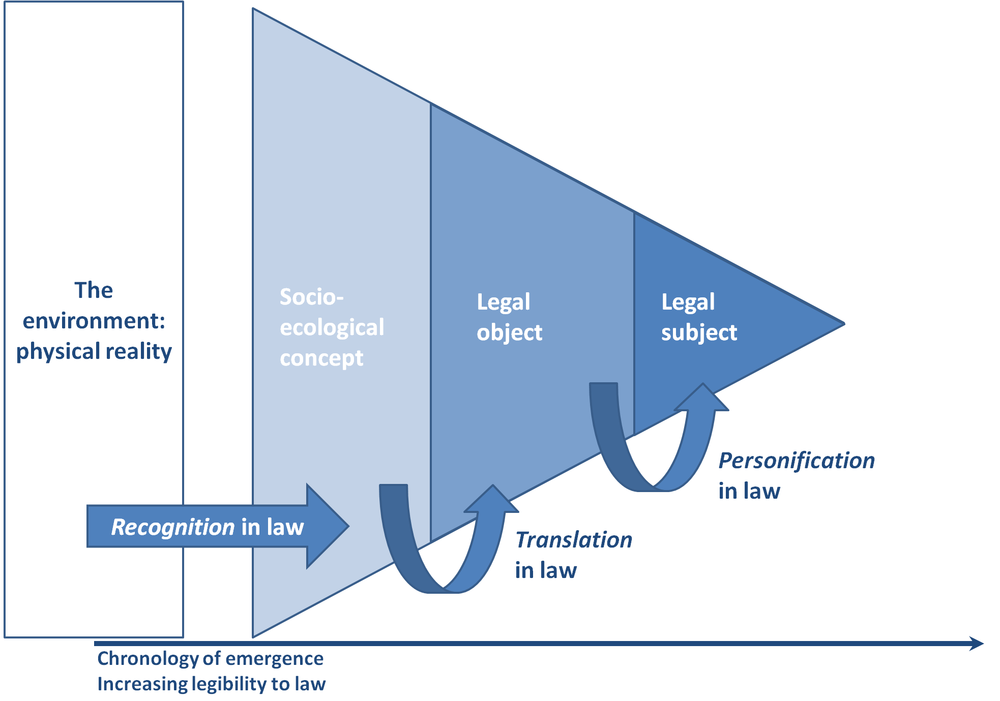 The
environment:
physical reality
Socio-
ecological
concept
Legal
object
Legal
subject
Recognition in law
Translation
in law
Personification
in law
Chronology of emergence
Increasing legibility to law